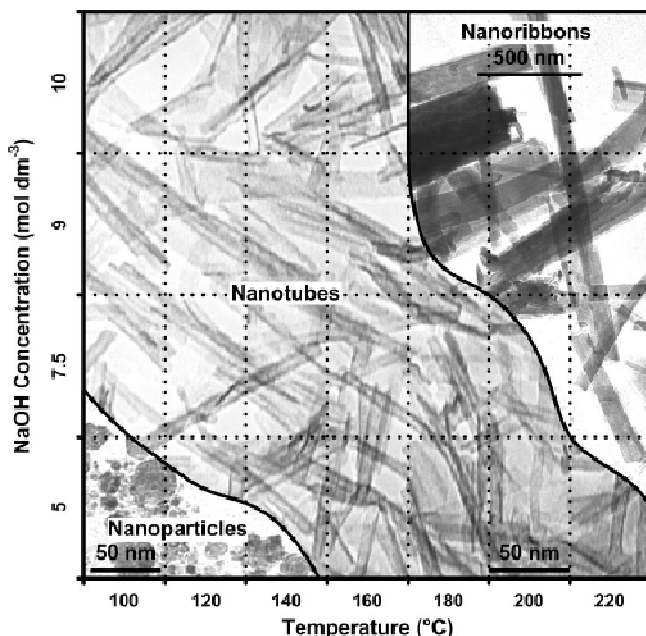 Nanoribbons
500 nm
10
NaOH Concentration (mol dm-3)
9
Nanotubes
7.5
5
Nanoparticles
50 nm
50 nm
100 120 140 160 180 200 220
Temperature (°C)